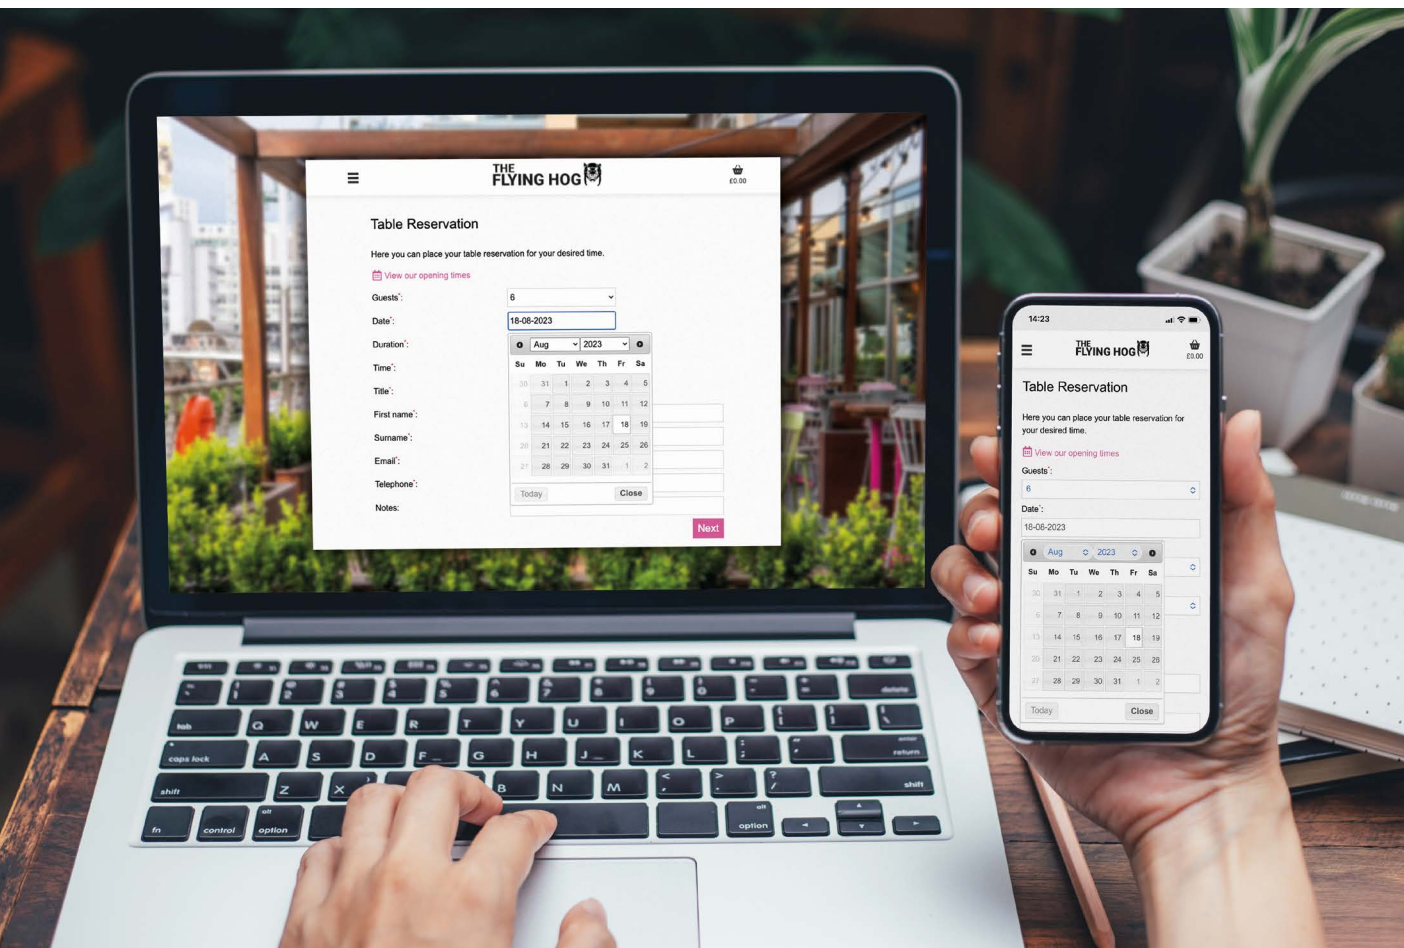 THE
FLYING HOG
£0.00
Table Reservation
Here you can place your table reservation for your desired time.
View our opening times
Guests*: 6
Date*: 18-08-2023
Duration*:
Time*:
Title*:
First name*:
Surname*:
Email*:
Telephone*:
Notes:
Aug 2023
Su Mo Tu We Th Fr Sa
30 31 1 2 3 4 5
6 7 8 9 10 11 12
13 14 15 16 17 18 19
20 21 22 23 24 25 26
27 28 29 30 31 1 2
Today Close
Next
14:23
THE
FLYING HOG
£0.00
Table Reservation
Here you can place your table reservation for
your desired time.
View our opening times
Guests*:
6
Date*:
18-08-2023
Aug 2023
Su Mo Tu We Th Fr Sa
30 31 1 2 3 4 5
6 7 8 9 10 11 12
13 14 15 16 17 18 19
20 21 22 23 24 25 26
27 28 29 30 31 1 2
Today Close
delete
tab Q W E R T Y U I O P
caps lock A S D F G H J K L enter
return
shift Z X B N M shift
fn control alt
option alt
option